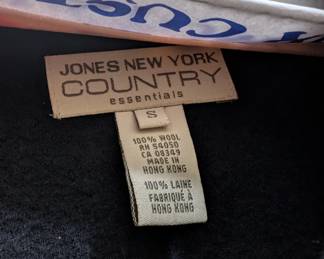 CUST
JONES NEW YORK
COUNTRY
essentials
S
100% WOOL
RN 54050
CA 08349
MADE IN
HONG KONG
100% LAINE
FABRIQUÉ À
HONG KONG